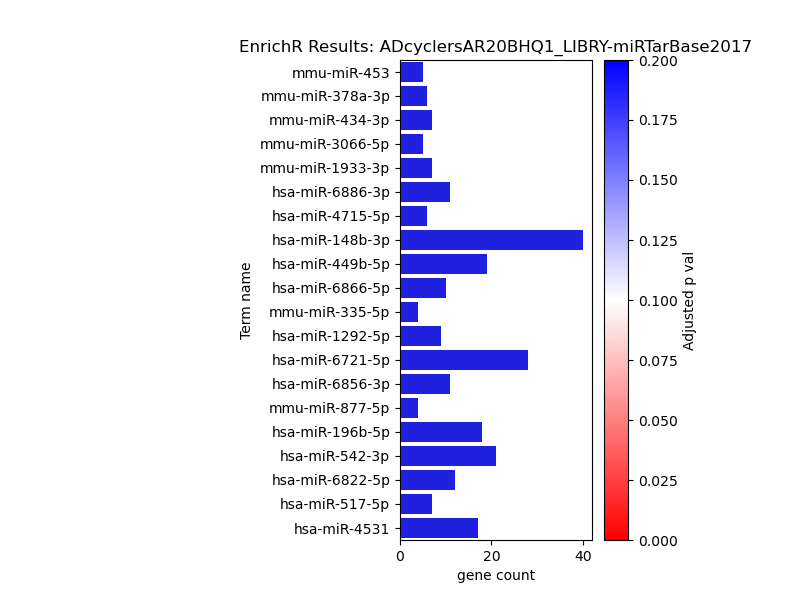 EnrichR Results: ADcyclersAR20BHQ1_LIBRY-miRTarBase2017
mmu-miR-453
mmu-miR-378a-3p
mmu-miR-434-3p
mmu-miR-3066-5p
mmu-miR-1933-3p
hsa-miR-6886-3p
hsa-miR-4715-5p
hsa-miR-148b-3p
hsa-miR-449b-5p
hsa-miR-6866-5p
mmu-miR-335-5p
hsa-miR-1292-5p
hsa-miR-6721-5p
hsa-miR-6856-3p
mmu-miR-877-5p
hsa-miR-196b-5p
hsa-miR-542-3p
hsa-miR-6822-5p
hsa-miR-517-5p
hsa-miR-4531
Term name
0 20 40
gene count
0.200
0.175
0.150
0.125
0.100
0.075
0.050
0.025
0.000
Adjusted p val